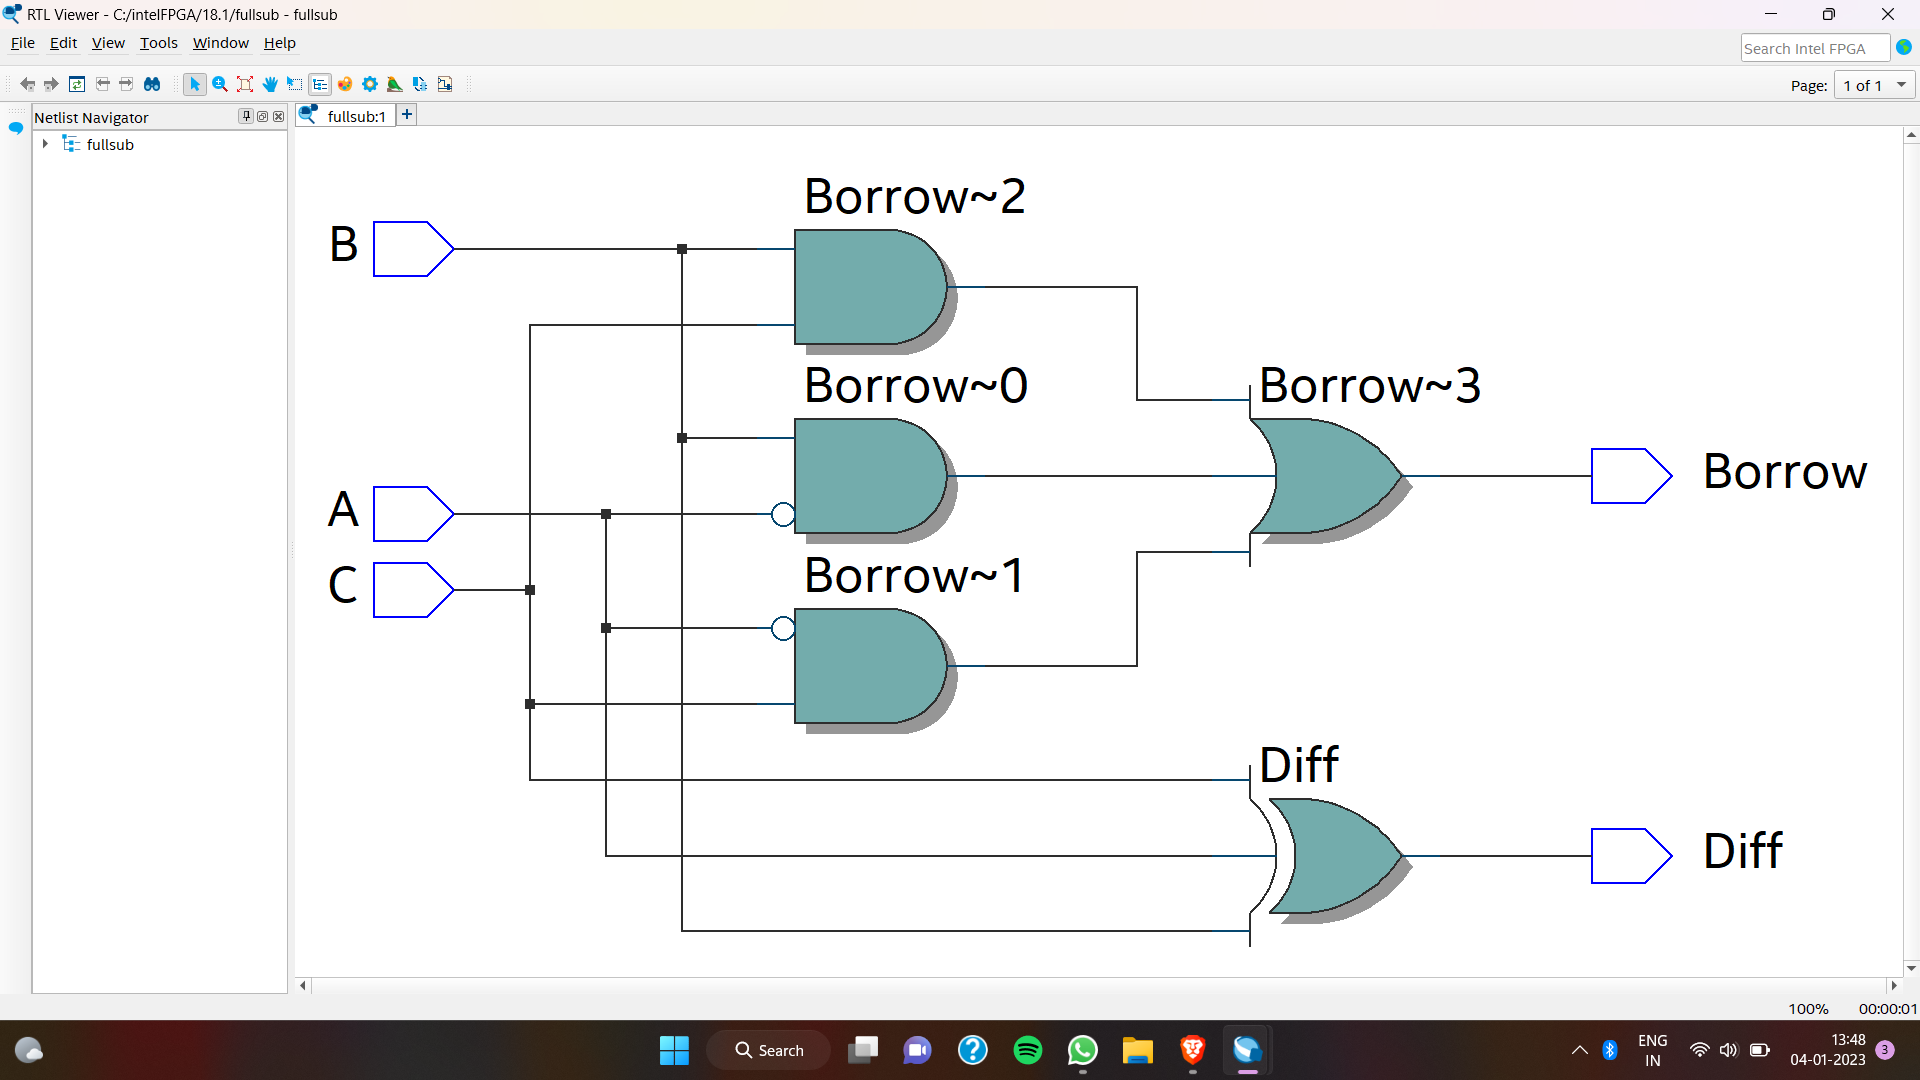 RTL Viewer - C:/intelFPGA/18.1/fullsub - fullsub
File Edit View Tools Window Help
Search Intel FPGA
Page: 1 of 1
Netlist Navigator
fullsub:1
fullsub
Borrow~2
B
Borrow~0
Borrow~3
Borrow
A
Borrow~1
C
Diff
Diff
100% 00:00:01
Search
ENG
IN
13:48
04-01-2023
3